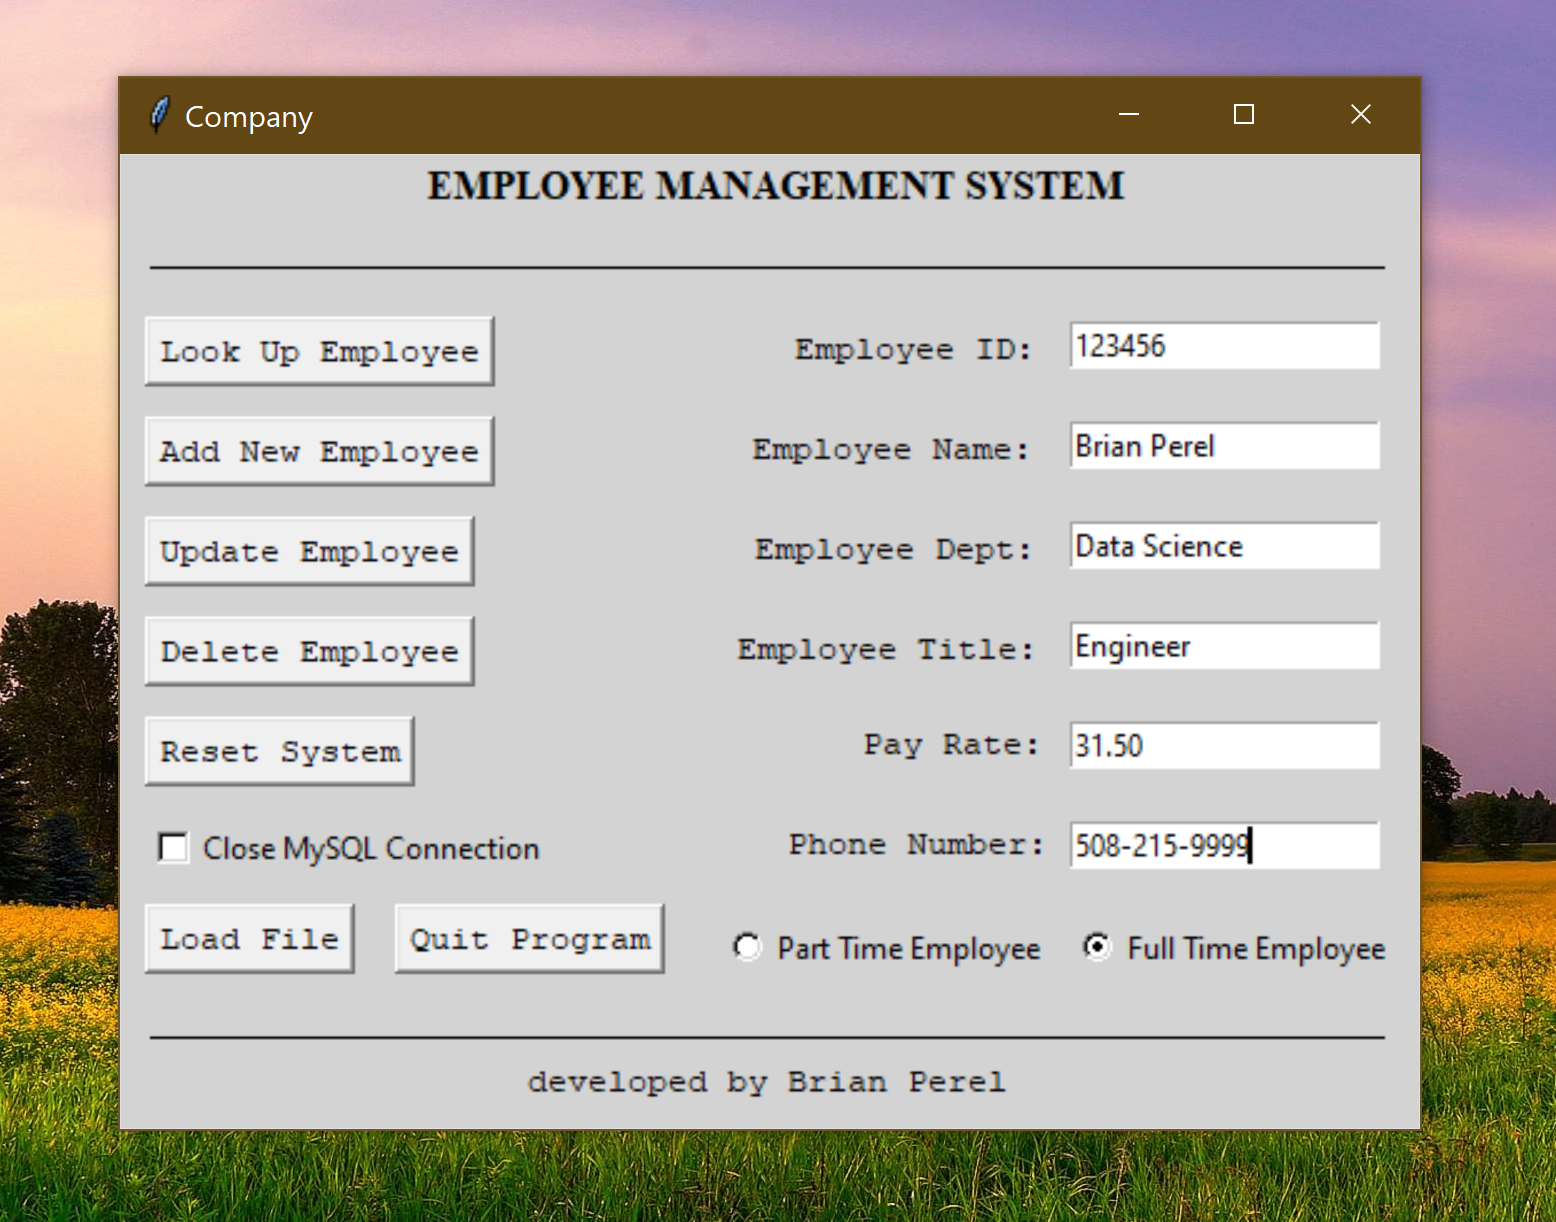 Company
EMPLOYEE MANAGEMENT SYSTEM
Look Up Employee
Employee ID: 123456
Add New Employee
Employee Name: Brian Perel
Update Employee
Employee Dept: Data Science
Delete Employee
Employee Title: Engineer
Reset System
Pay Rate: 31.50
Close MySQL Connection
Phone Number: 508-215-9999
Load File Quit Program
Part Time Employee Full Time Employee
developed by Brian Perel